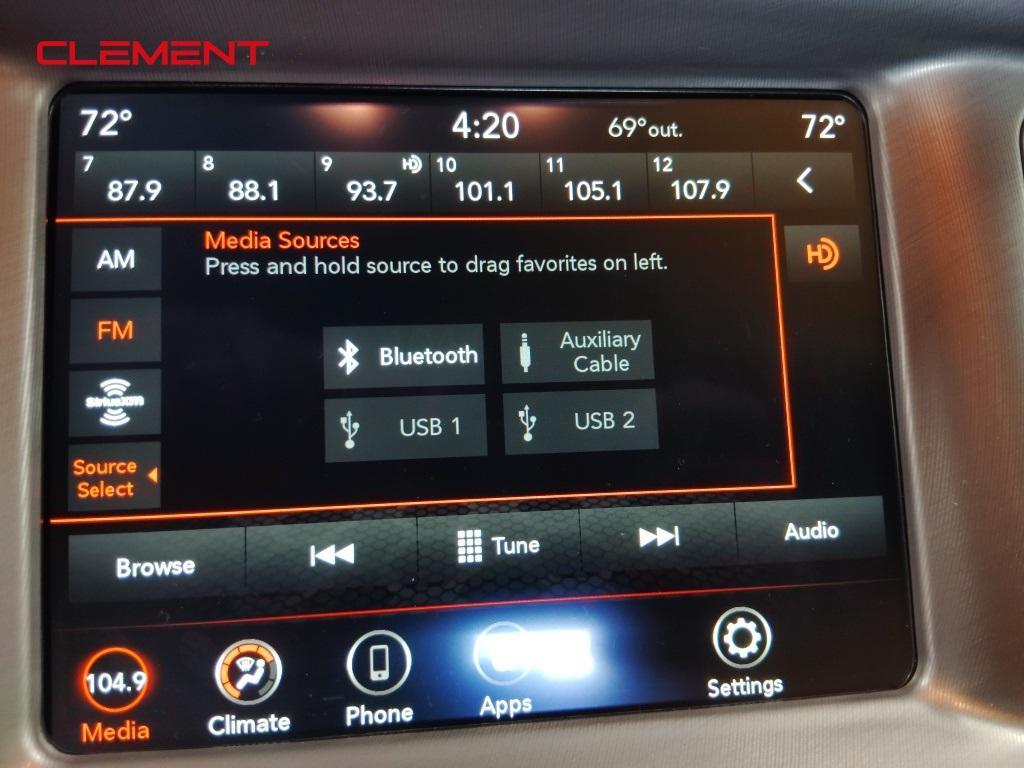 CLEMENT
72° 4:20 69° out. 72°
7 8 9 HD 10 11 12
87.9 88.1 93.7 101.1 105.1 107.9
Media Sources
Press and hold source to drag favorites on left.
HD
AM
FM
SiriusXM
Source
Select
Bluetooth
Auxiliary
Cable
USB 1
USB 2
Browse
Tune
Audio
104.9
Media
Climate
Phone
Apps
Settings